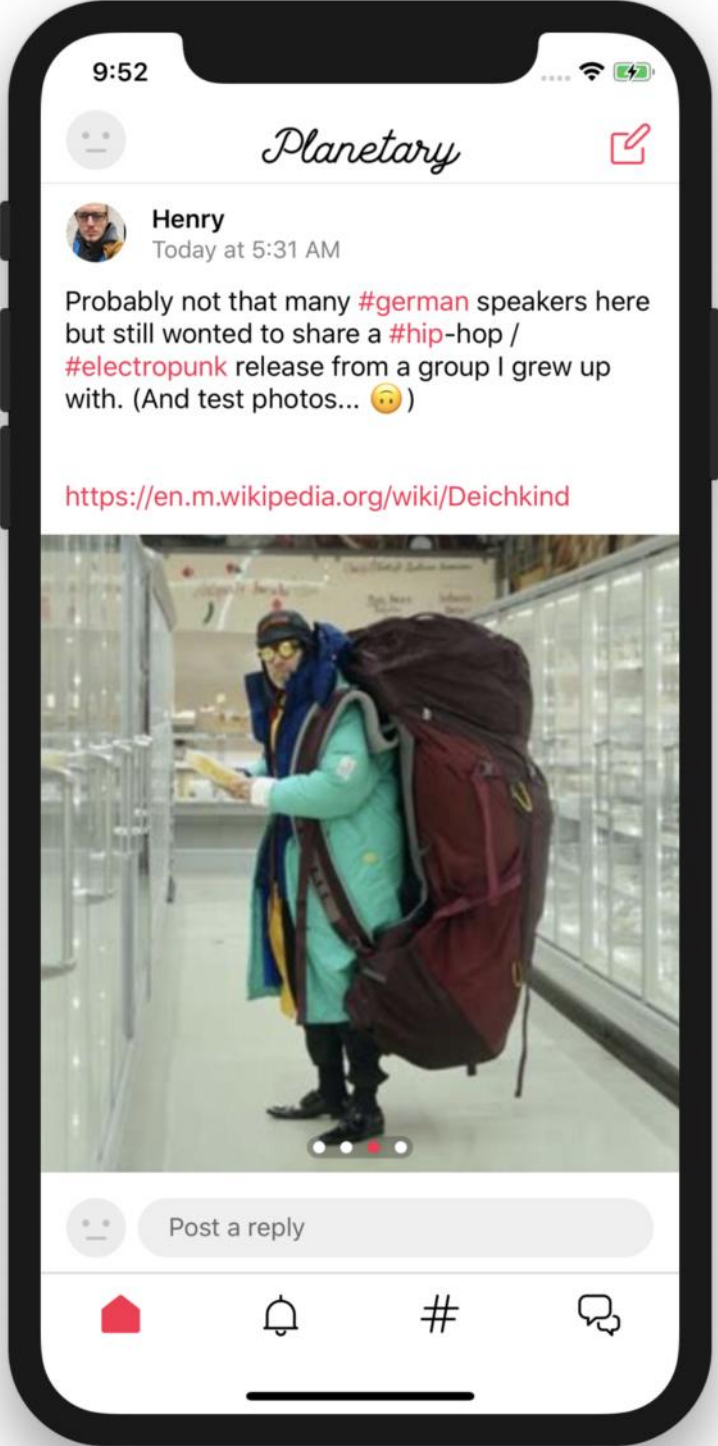 9:52
Planetary
Henry
Today at 5:31 AM
Probably not that many #german speakers here
but still wonted to share a #hip-hop /
#electropunk release from a group I grew up
with. (And test photos... 🙃)
https://en.m.wikipedia.org/wiki/Deichkind
Post a reply